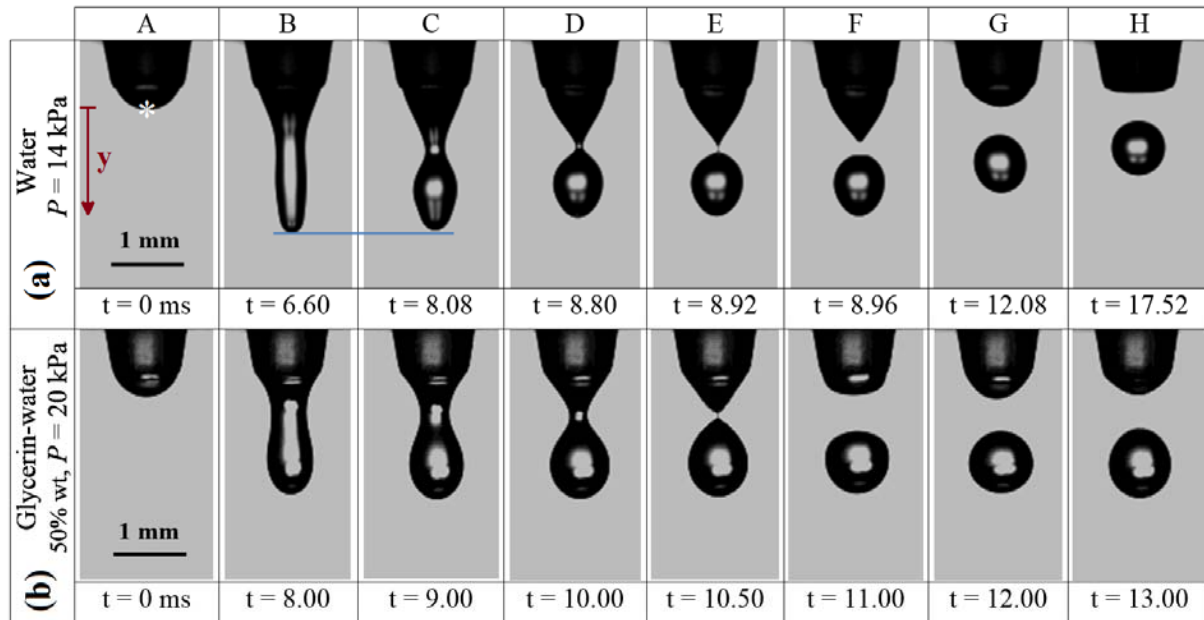 A B C D E F G H
(a)
Water
P = 14 kPa
*
y
1 mm
t = 0 ms t = 6.60 t = 8.08 t = 8.80 t = 8.92 t = 8.96 t = 12.08 t = 17.52
(b)
Glycerin-water
50% wt, P = 20 kPa
1 mm
t = 0 ms t = 8.00 t = 9.00 t = 10.00 t = 10.50 t = 11.00 t = 12.00 t = 13.00